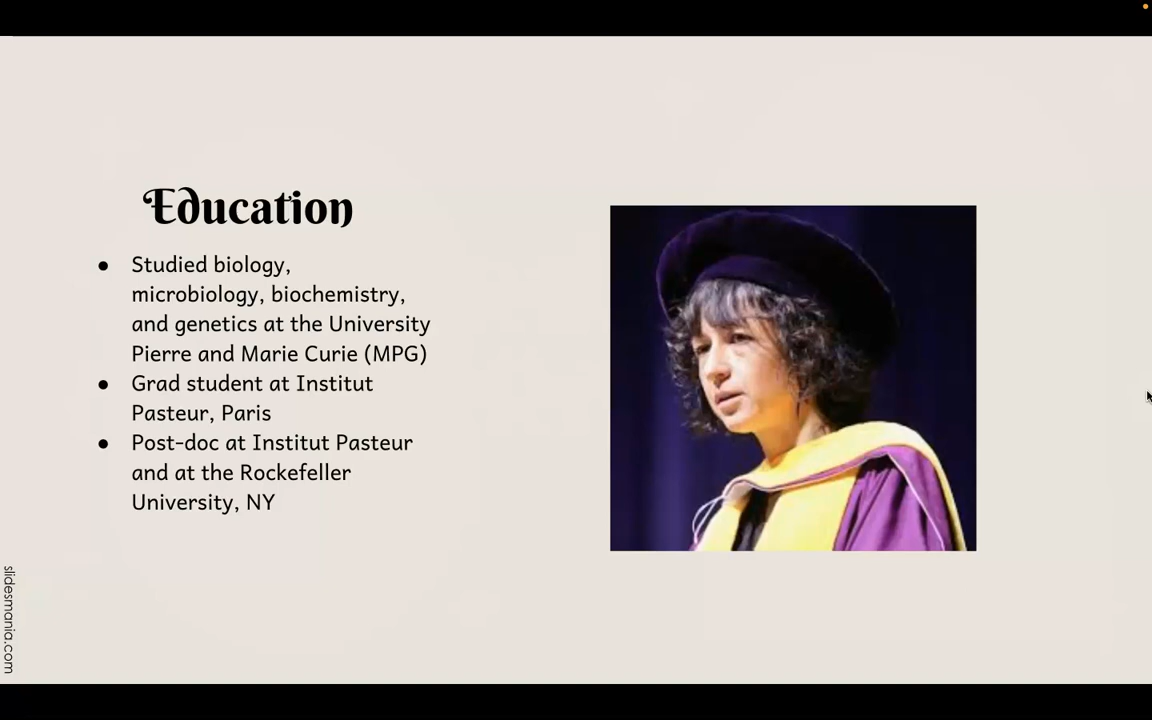 Education
● Studied biology,
microbiology, biochemistry,
and genetics at the University
Pierre and Marie Curie (MPG)
● Grad student at Institut
Pasteur, Paris
● Post-doc at Institut Pasteur
and at the Rockefeller
University, NY
slidesmania.com